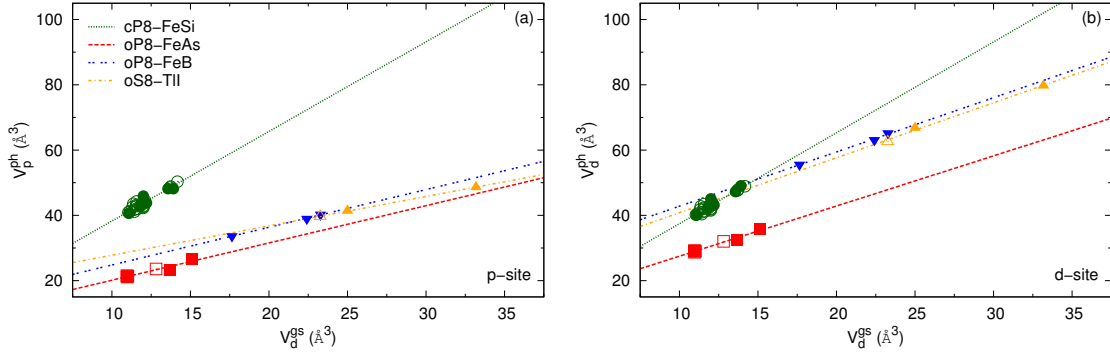 (a)
cP8−FeSi
oP8−FeAs
oP8−FeB
oS8−TlI
V_p^ph (Å^3)
100
80
60
40
20
10 15 20 25 30 35
p−site
V_d^gs (Å^3)
(b)
V_d^ph (Å^3)
100
80
60
40
20
10 15 20 25 30 35
d−site
V_d^gs (Å^3)